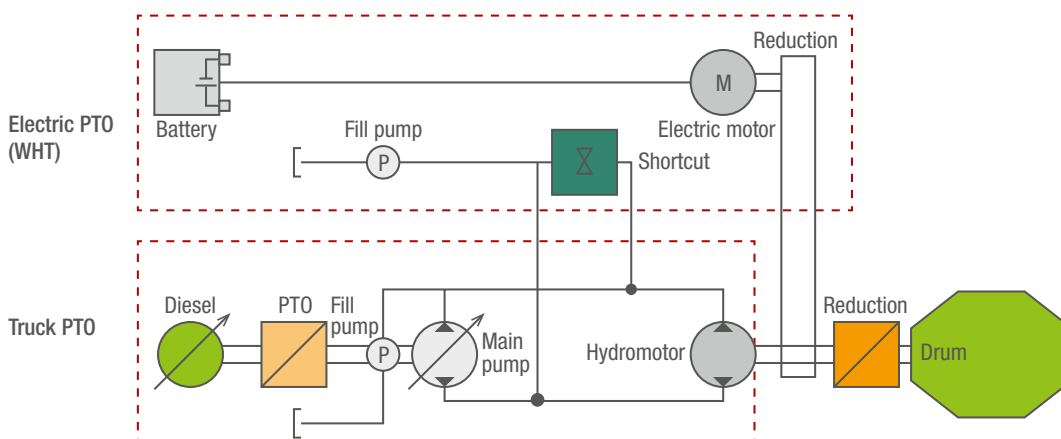 Reduction
M
Battery
Electric motor
Electric PTO
(WHT)
Fill pump
P
Shortcut
Truck PTO
Diesel
PTO
Fill
pump
P
Main
pump
Hydromotor
Reduction
Drum